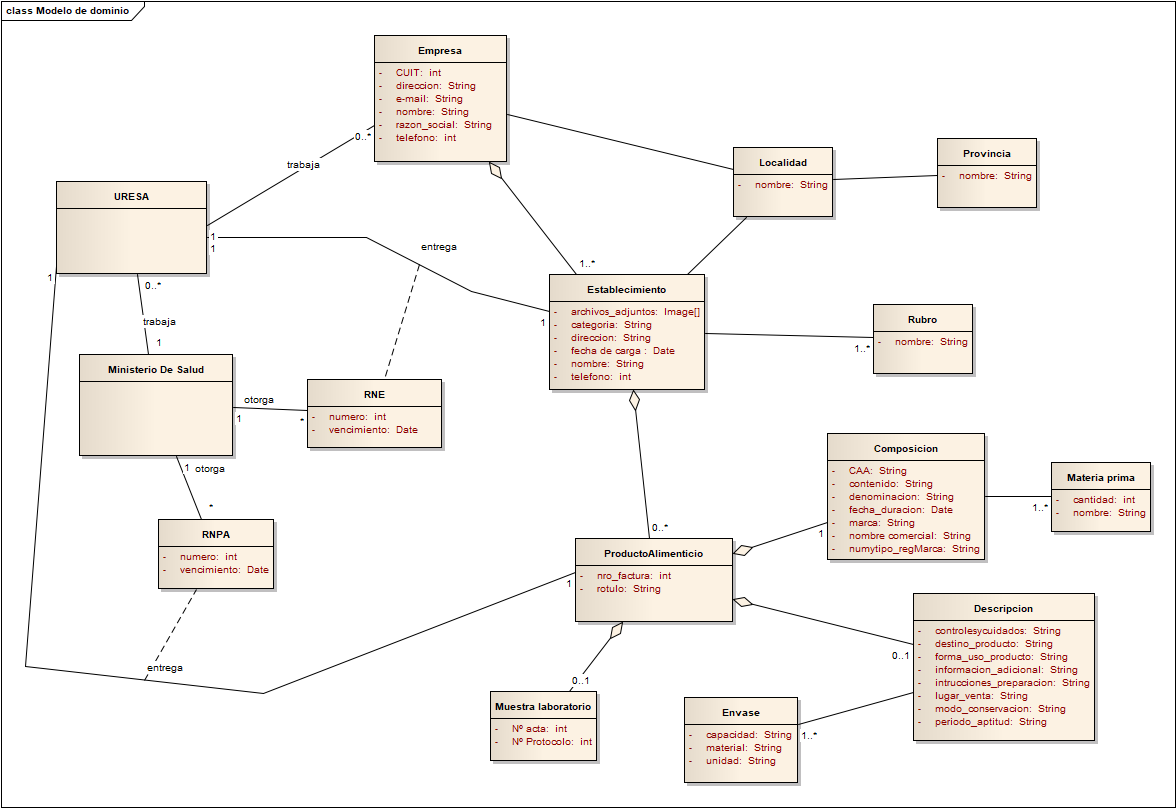 class Modelo de dominio
Empresa
- CUIT: int
- direccion: String
- e-mail: String
- nombre: String
- razon_social: String
- telefono: int
0..*
trabaja
Localidad
- nombre: String
Provincia
- nombre: String
URESA
1
1
1
0..*
entrega
1..*
Establecimiento
- archivos_adjuntos: Image[]
- categoria: String
- direccion: String
- fecha de carga : Date
- nombre: String
- telefono: int
1
Rubro
- nombre: String
1..*
trabaja
1
Ministerio De Salud
otorga
1
*
RNE
- numero: int
- vencimiento: Date
1 otorga
*
RNPA
- numero: int
- vencimiento: Date
entrega
0..*
ProductoAlimenticio
- nro_factura: int
- rotulo: String
1
Composicion
- CAA: String
- contenido: String
- denominacion: String
- fecha_duracion: Date
- marca: String
- nombre comercial: String
- numytipo_regMarca: String
1
Materia prima
- cantidad: int
- nombre: String
1..*
Descripcion
- controlesycuidados: String
- destino_producto: String
- forma_uso_producto: String
- informacion_adicional: String
- intrucciones_preparacion: String
- lugar_venta: String
- modo_conservacion: String
- periodo_aptitud: String
0..1
0..1
Muestra laboratorio
- Nº acta: int
- Nº Protocolo: int
Envase
- capacidad: String
- material: String
- unidad: String
1..*